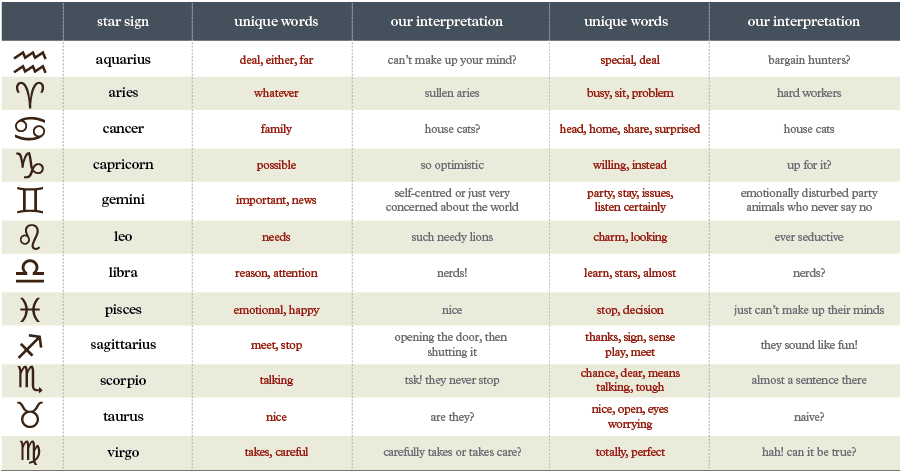 star sign unique words our interpretation unique words our interpretation
aquarius deal, either, far can't make up your mind? special, deal bargain hunters?
aries whatever sullen aries busy, sit, problem hard workers
cancer family house cats? head, home, share, surprised house cats
capricorn possible so optimistic willing, instead up for it?
gemini important, news self-centred or just very concerned about the world party, stay, issues, listen certainly emotionally disturbed party animals who never say no
leo needs such needy lions charm, looking ever seductive
libra reason, attention nerds! learn, stars, almost nerds?
pisces emotional, happy nice stop, decision just can't make up their minds
sagittarius meet, stop opening the door, then shutting it thanks, sign, sense play, meet they sound like fun!
scorpio talking tsk! they never stop chance, dear, means talking, tough almost a sentence there
taurus nice are they? nice, open, eyes worrying naive?
virgo takes, careful carefully takes or takes care? totally, perfect hah! can it be true?